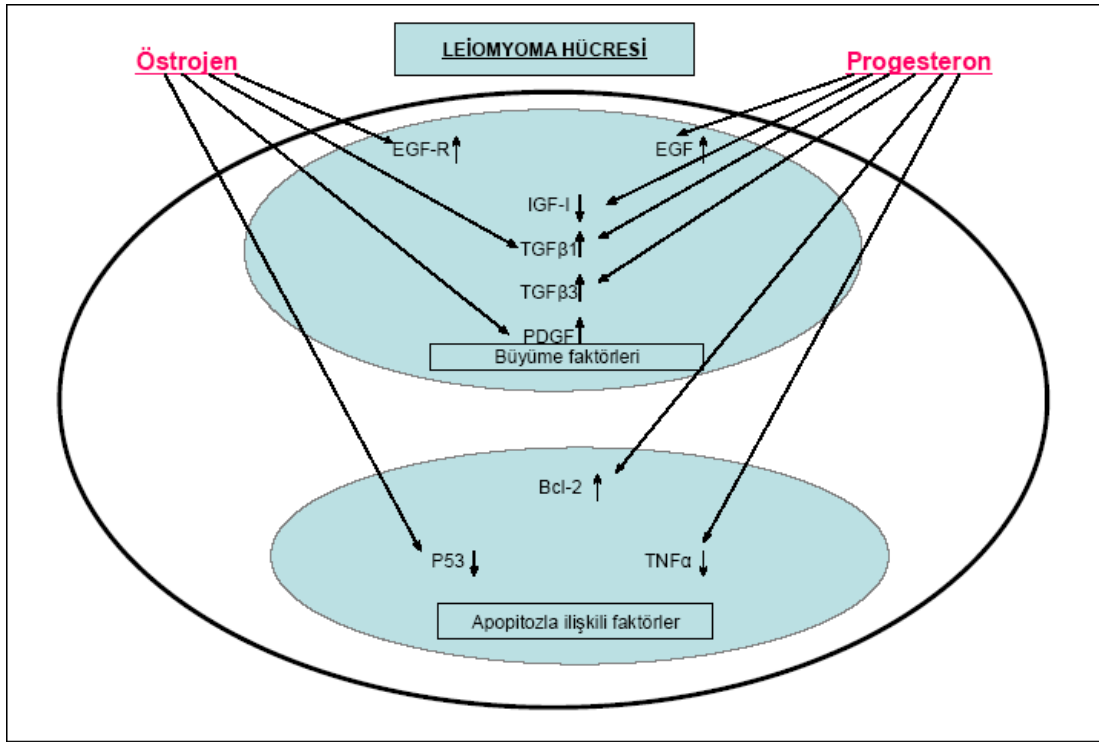 LEİOMYOMA HÜCRESİ
Östrojen
Progesteron
EGF-R
EGF
IGF-I
TGFβ1
TGFβ3
PDGF
Büyüme faktörleri
Bcl-2
P53
TNFα
Apopitozla ilişkili faktörler